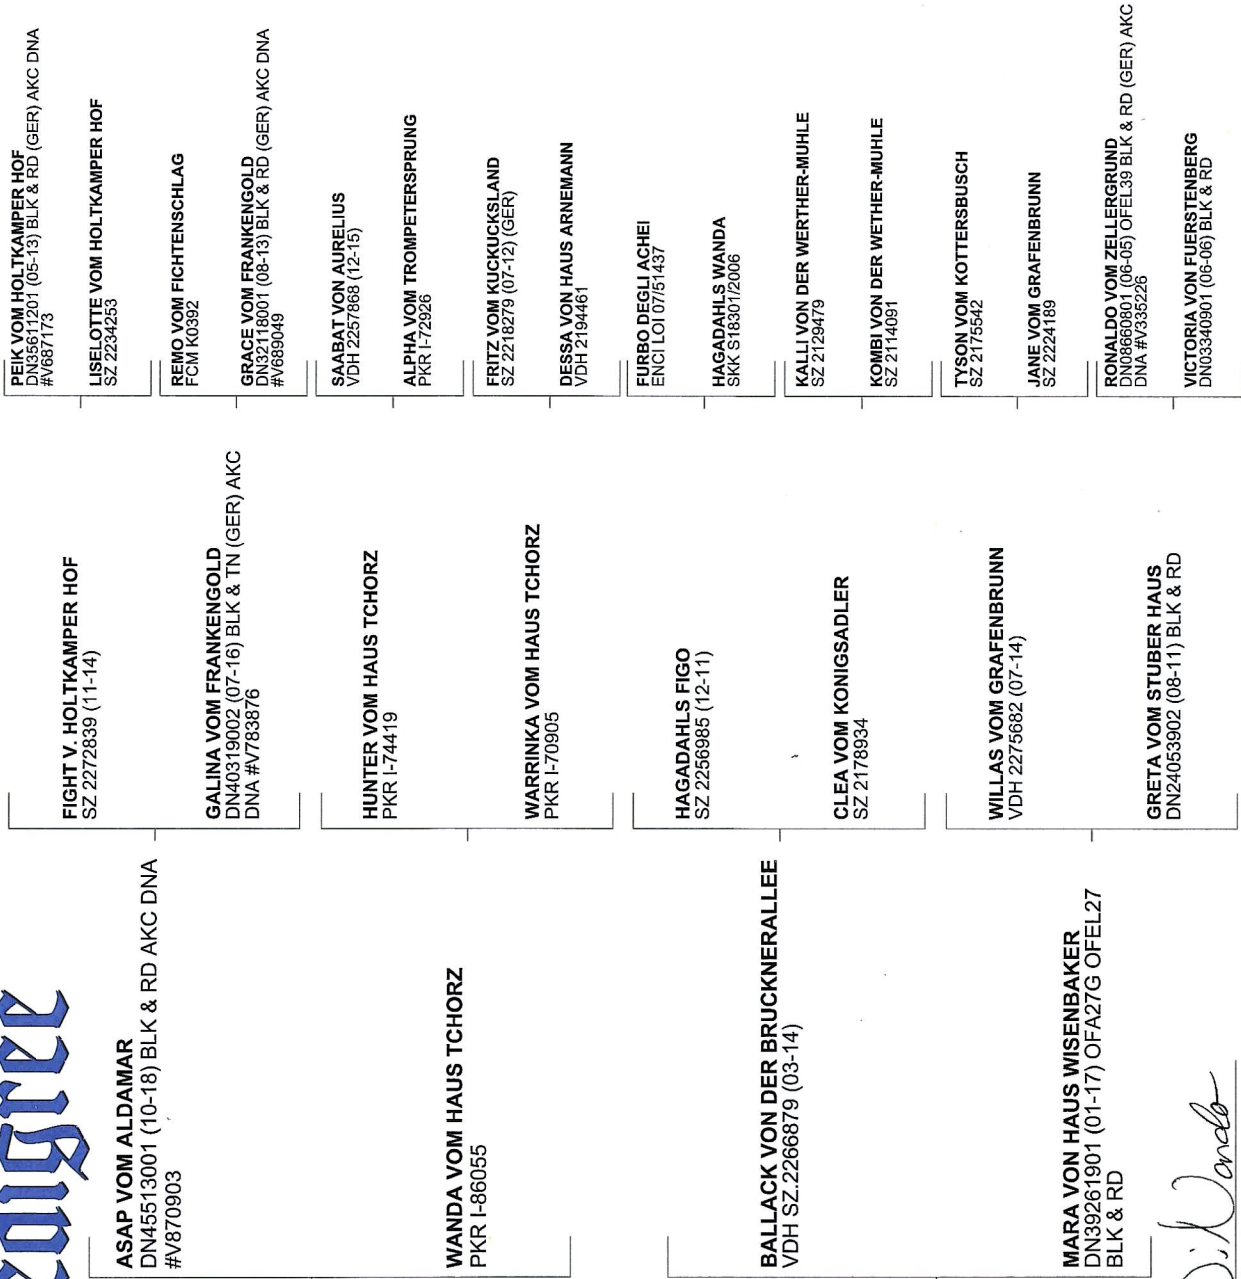 ASAP VOM ALDAMAR
DN45513001 (10-18) BLK & RD AKC DNA
#V870903
WANDA VOM HAUS TCHORZ
PKR I-86055
BALLACK VON DER BRUCKNERALLEE
VDH SZ.2266879 (03-14)
MARA VON HAUS WISENBAKER
DN39261901 (01-17) OFA27G OFEL27
BLK & RD
FIGHT V. HOLTKAMPER HOF
SZ 2272839 (11-14)
GALINA VOM FRANKENGOLD
DN40319002 (07-16) BLK & TN (GER) AKC
DNA #V783876
HUNTER VOM HAUS TCHORZ
PKR I-74419
WARRINKA VOM HAUS TCHORZ
PKR I-70905
HAGADAHLS FIGO
SZ 2256985 (12-11)
CLEA VOM KONIGSADLER
SZ 2178934
WILLAS VOM GRAFENBRUNN
VDH 2275682 (07-14)
GRETA VOM STUBER HAUS
DN24053902 (08-11) BLK & RD
PEIK VOM HOLTKAMPER HOF
DN35611201 (05-13) BLK & RD (GER) AKC DNA
#V687173
LISELOTTE VOM HOLTKAMPER HOF
SZ 2234253
REMO VOM FICHTENSCHLAG
FCM K0392
GRACE VOM FRANKENGOLD
DN32118001 (08-13) BLK & RD (GER) AKC DNA
#V689049
SAABAT VON AURELIUS
VDH 2257868 (12-15)
ALPHA VOM TROMPETERSPRUNG
PKR I-72926
FRITZ VOM KUCKUCKSLAND
SZ 2218279 (07-12) (GER)
DESSA VON HAUS ARNEMANN
VDH 2194461
FURBO DEGLI ACHEI
ENCI LOI 07/51437
HAGADAHLS WANDA
SKK S18301/2006
KALLI VON DER WERTHER-MUHLE
SZ 2129479
KOMBI VON DER WETHER-MUHLE
SZ 2114091
TYSON VOM KOTTERSBUSCH
SZ 2175542
JANE VOM GRAFENBRUNN
SZ 2224189
RONALDO VOM ZELLERGRUND
DN08660801 (06-05) OFEL39 BLK & RD (GER) AKC
DNA #V335226
VICTORIA VON FUERSTENBERG
DN03340901 (06-06) BLK & RD